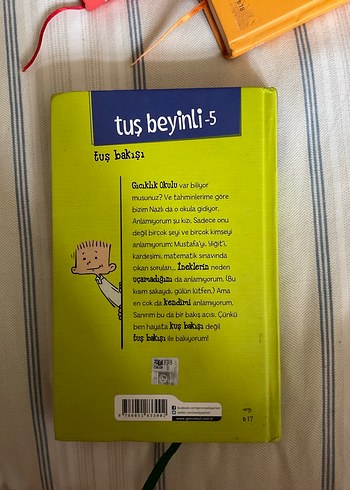 tuş beyinli -5
tuş bakışı
Gıcıklık Okulu var biliyor
musunuz? Ve tahminlerime göre
bizim Nazlı da o okula gidiyor.
Anlamıyorum şu kızı. Sadece onu
değil birçok şeyi ve birçok kimseyi
anlamıyorum; Mustafa'yı, Yiğit'i,
kardeşimi, matematik sınavında
çıkan soruları... İneklerin neden
uçamadığını da anlamıyorum. (Bu
kısım şakaydı, gülün lütfen.) Ama
en çok da kendimi anlamıyorum.
Sanırım bu da bir bakış açısı. Çünkü
ben hayata kuş bakışı değil
tuş bakışı ile bakıyorum!